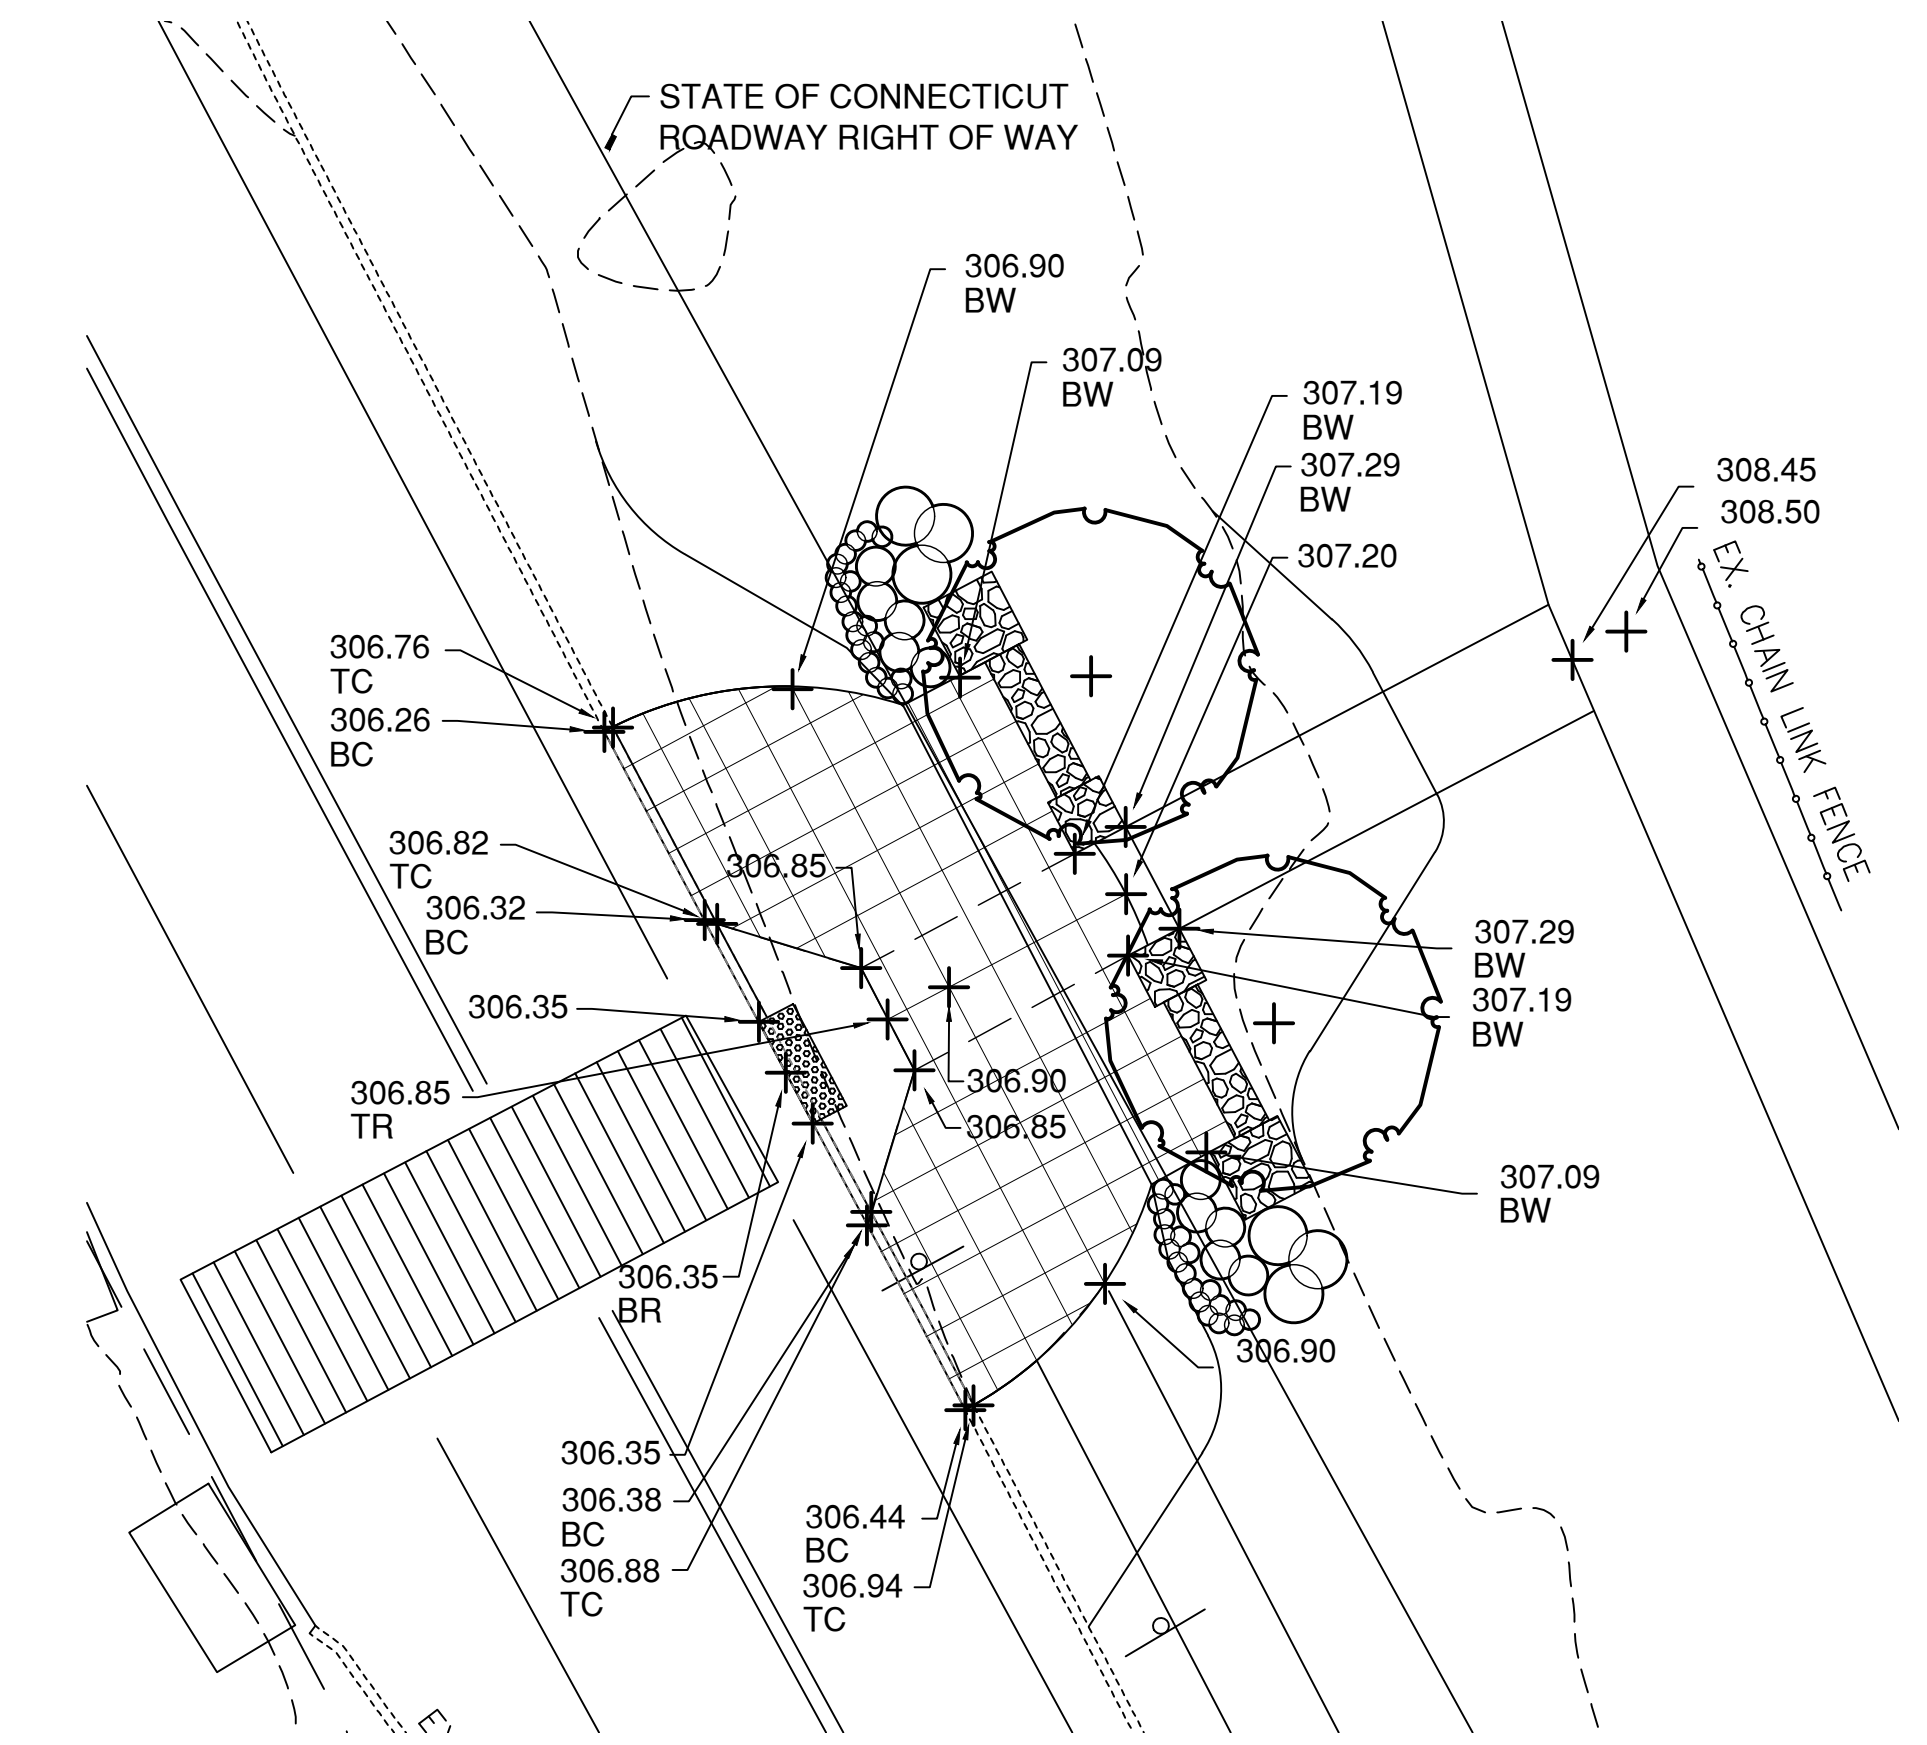 STATE OF CONNECTICUT
ROADWAY RIGHT OF WAY
306.90
BW
307.09
BW
307.19
BW
307.29
BW
307.20
308.45
308.50
EX. CHAIN LINK FENCE
306.76
TC
306.26
BC
306.82
TC
306.32
BC
306.85
306.35
306.85
TR
306.90
306.85
307.29
BW
307.19
BW
307.09
BW
306.35
BR
306.90
306.35
306.38
BC
306.88
TC
306.44
BC
306.94
TC
E